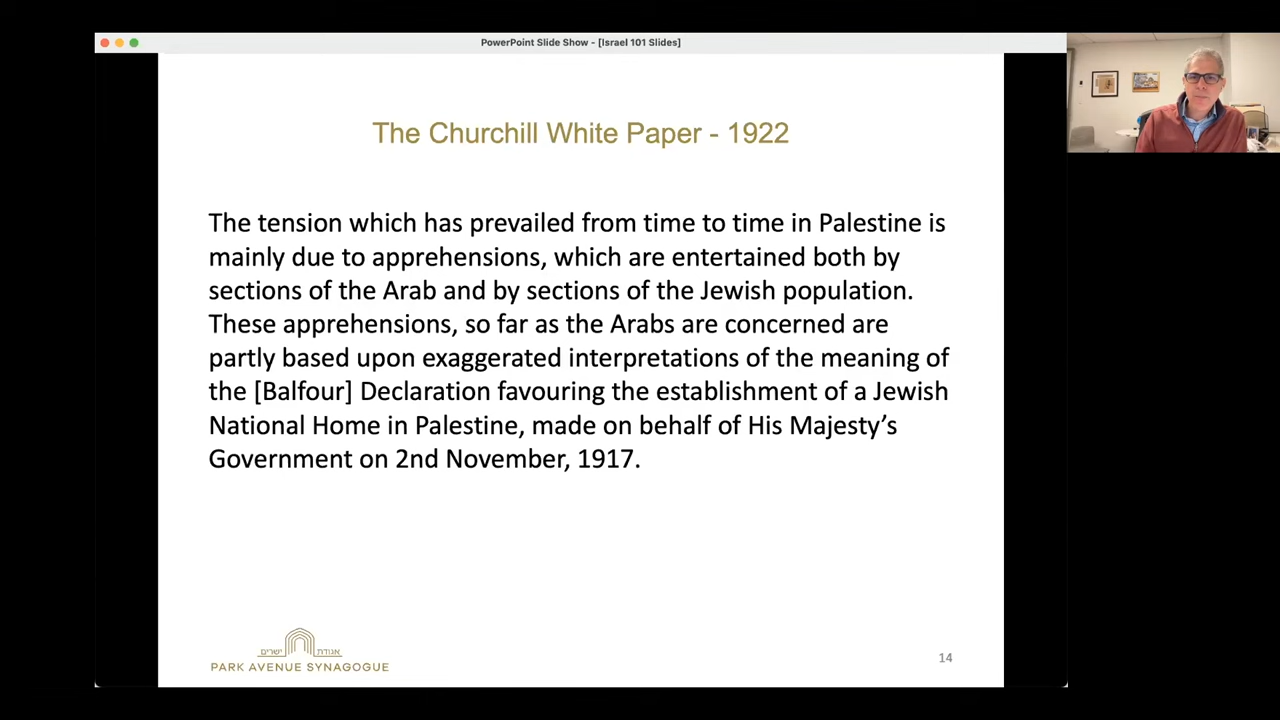 PowerPoint Slide Show - [Israel 101 Slides]
The Churchill White Paper - 1922
The tension which has prevailed from time to time in Palestine is
mainly due to apprehensions, which are entertained both by
sections of the Arab and by sections of the Jewish population.
These apprehensions, so far as the Arabs are concerned are
partly based upon exaggerated interpretations of the meaning of
the [Balfour] Declaration favouring the establishment of a Jewish
National Home in Palestine, made on behalf of His Majesty’s
Government on 2nd November, 1917.
אגודת ישרים
PARK AVENUE SYNAGOGUE
14